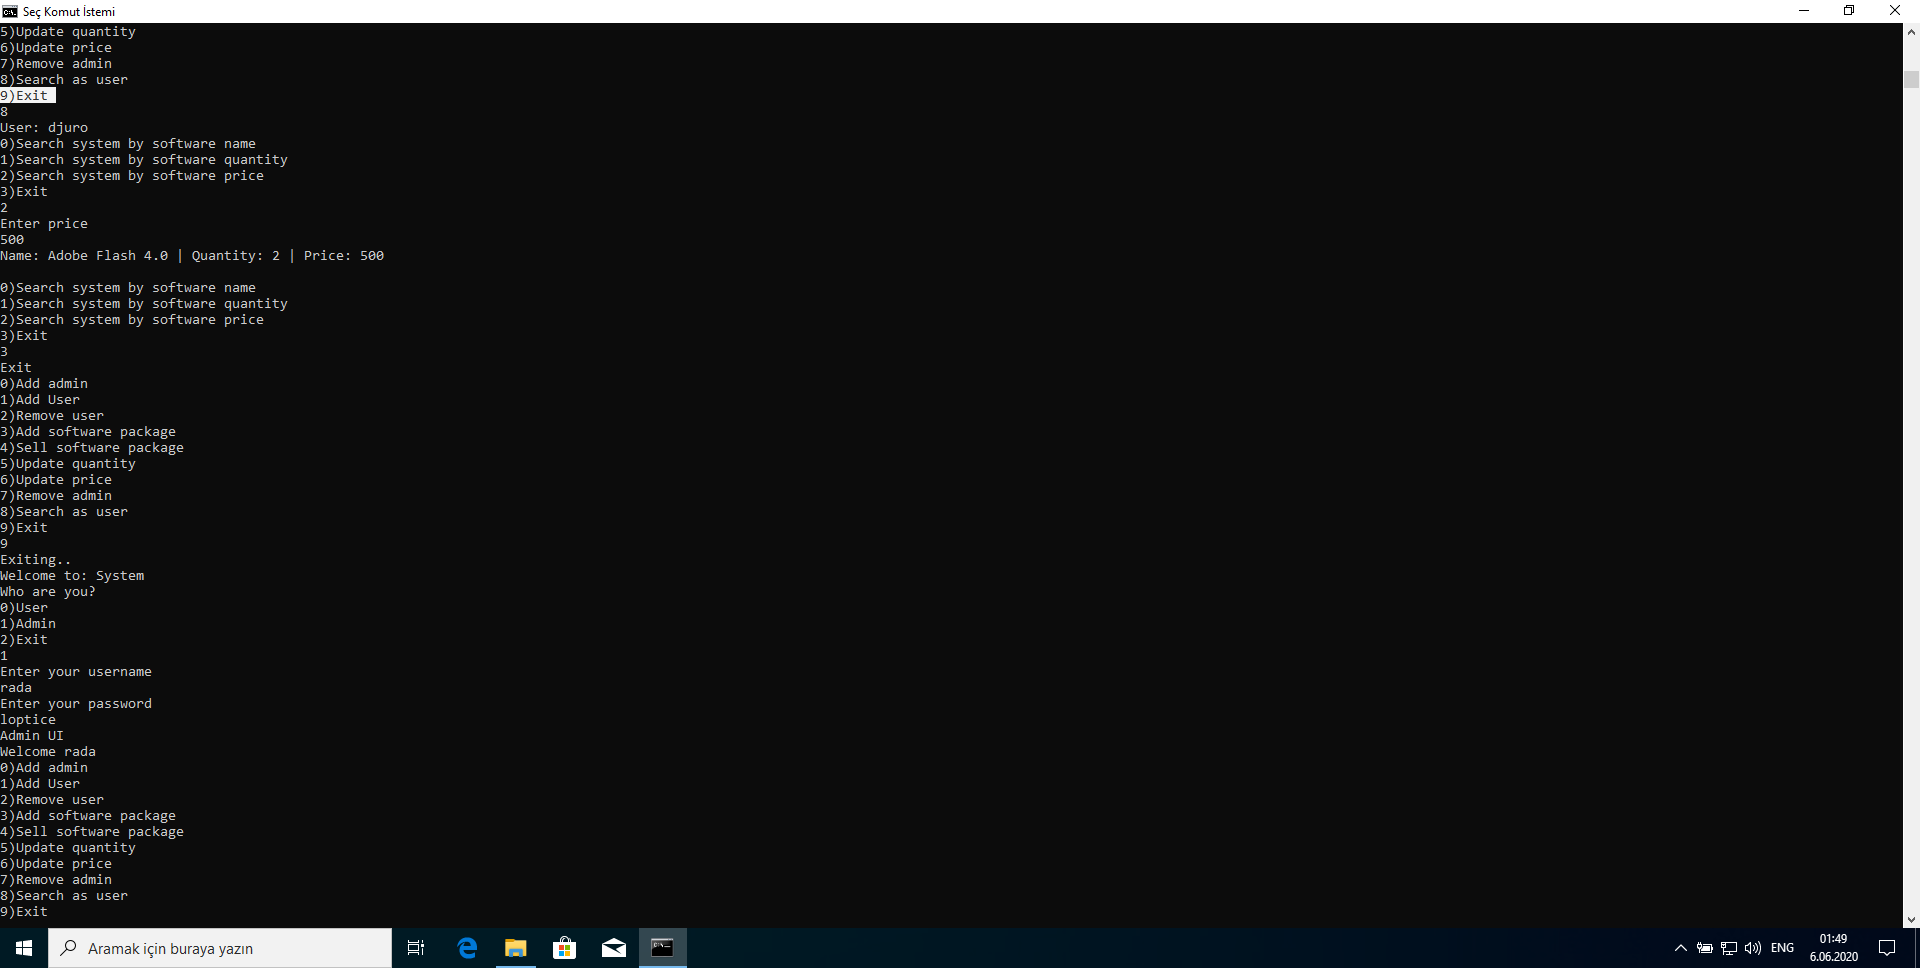 Seç Komut İstemi
5)Update quantity
6)Update price
7)Remove admin
8)Search as user
9)Exit
8
User: djuro
0)Search system by software name
1)Search system by software quantity
2)Search system by software price
3)Exit
2
Enter price
500
Name: Adobe Flash 4.0 | Quantity: 2 | Price: 500
0)Search system by software name
1)Search system by software quantity
2)Search system by software price
3)Exit
3
Exit
0)Add admin
1)Add User
2)Remove user
3)Add software package
4)Sell software package
5)Update quantity
6)Update price
7)Remove admin
8)Search as user
9)Exit
9
Exiting..
Welcome to: System
Who are you?
0)User
1)Admin
2)Exit
1
Enter your username
rada
Enter your password
loptice
Admin UI
Welcome rada
0)Add admin
1)Add User
2)Remove user
3)Add software package
4)Sell software package
5)Update quantity
6)Update price
7)Remove admin
8)Search as user
9)Exit
Aramak için buraya yazın
ENG
01:49
6.06.2020